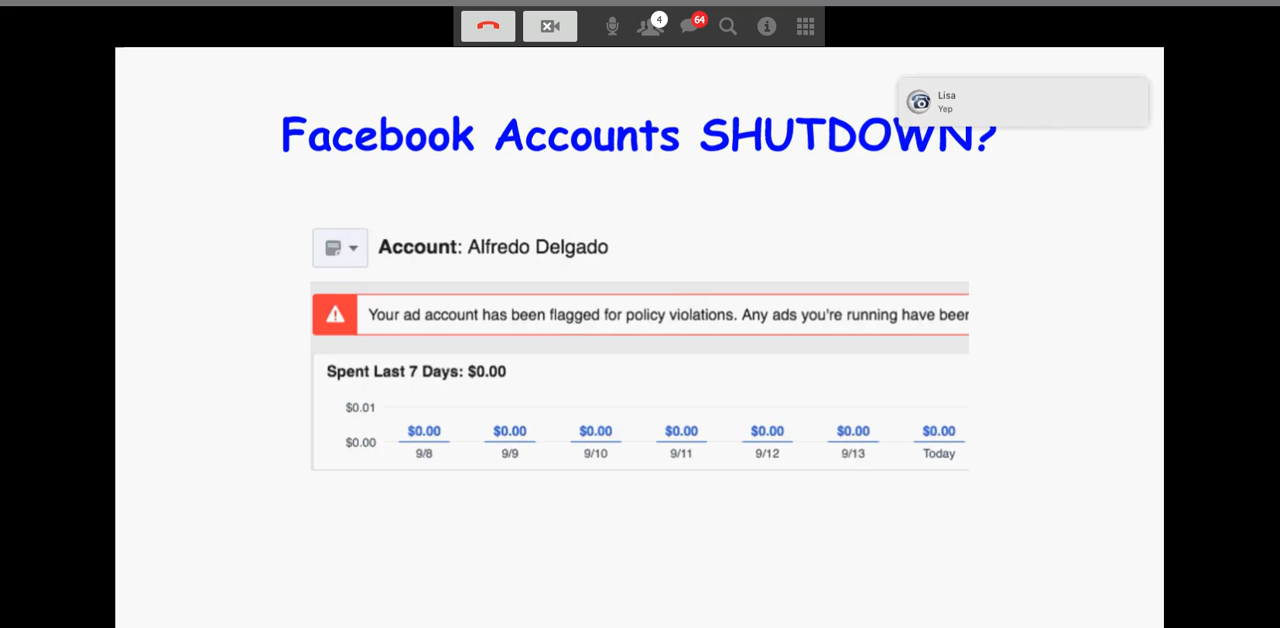 4
64
Lisa
Yep
Facebook Accounts SHUTDOWN?
Account: Alfredo Delgado
Your ad account has been flagged for policy violations. Any ads you're running have beer
Spent Last 7 Days: $0.00
$0.01
$0.00 $0.00 $0.00 $0.00 $0.00 $0.00 $0.00
$0.00
9/8 9/9 9/10 9/11 9/12 9/13 Today